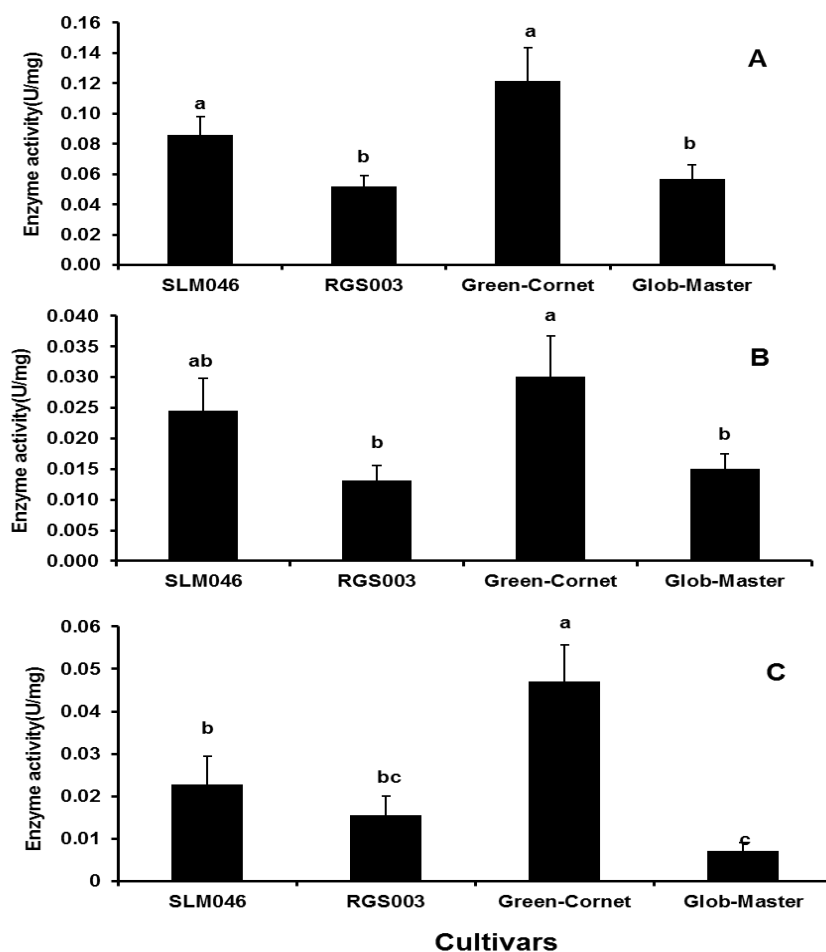 0.16
0.14
0.12
0.10
0.08
0.06
0.04
0.02
0.00
Enzyme activity(U/mg)
a
b
a
b
A
SLM046 RGS003 Green-Cornet Glob-Master
0.040
0.035
0.030
0.025
0.020
0.015
0.010
0.005
0.000
Enzyme activity(U/mg)
ab
b
a
b
B
SLM046 RGS003 Green-Cornet Glob-Master
0.06
0.05
0.04
0.03
0.02
0.01
0
Enzyme activity(U/mg)
b
bc
a
c
C
SLM046 RGS003 Green-Cornet Glob-Master
Cultivars